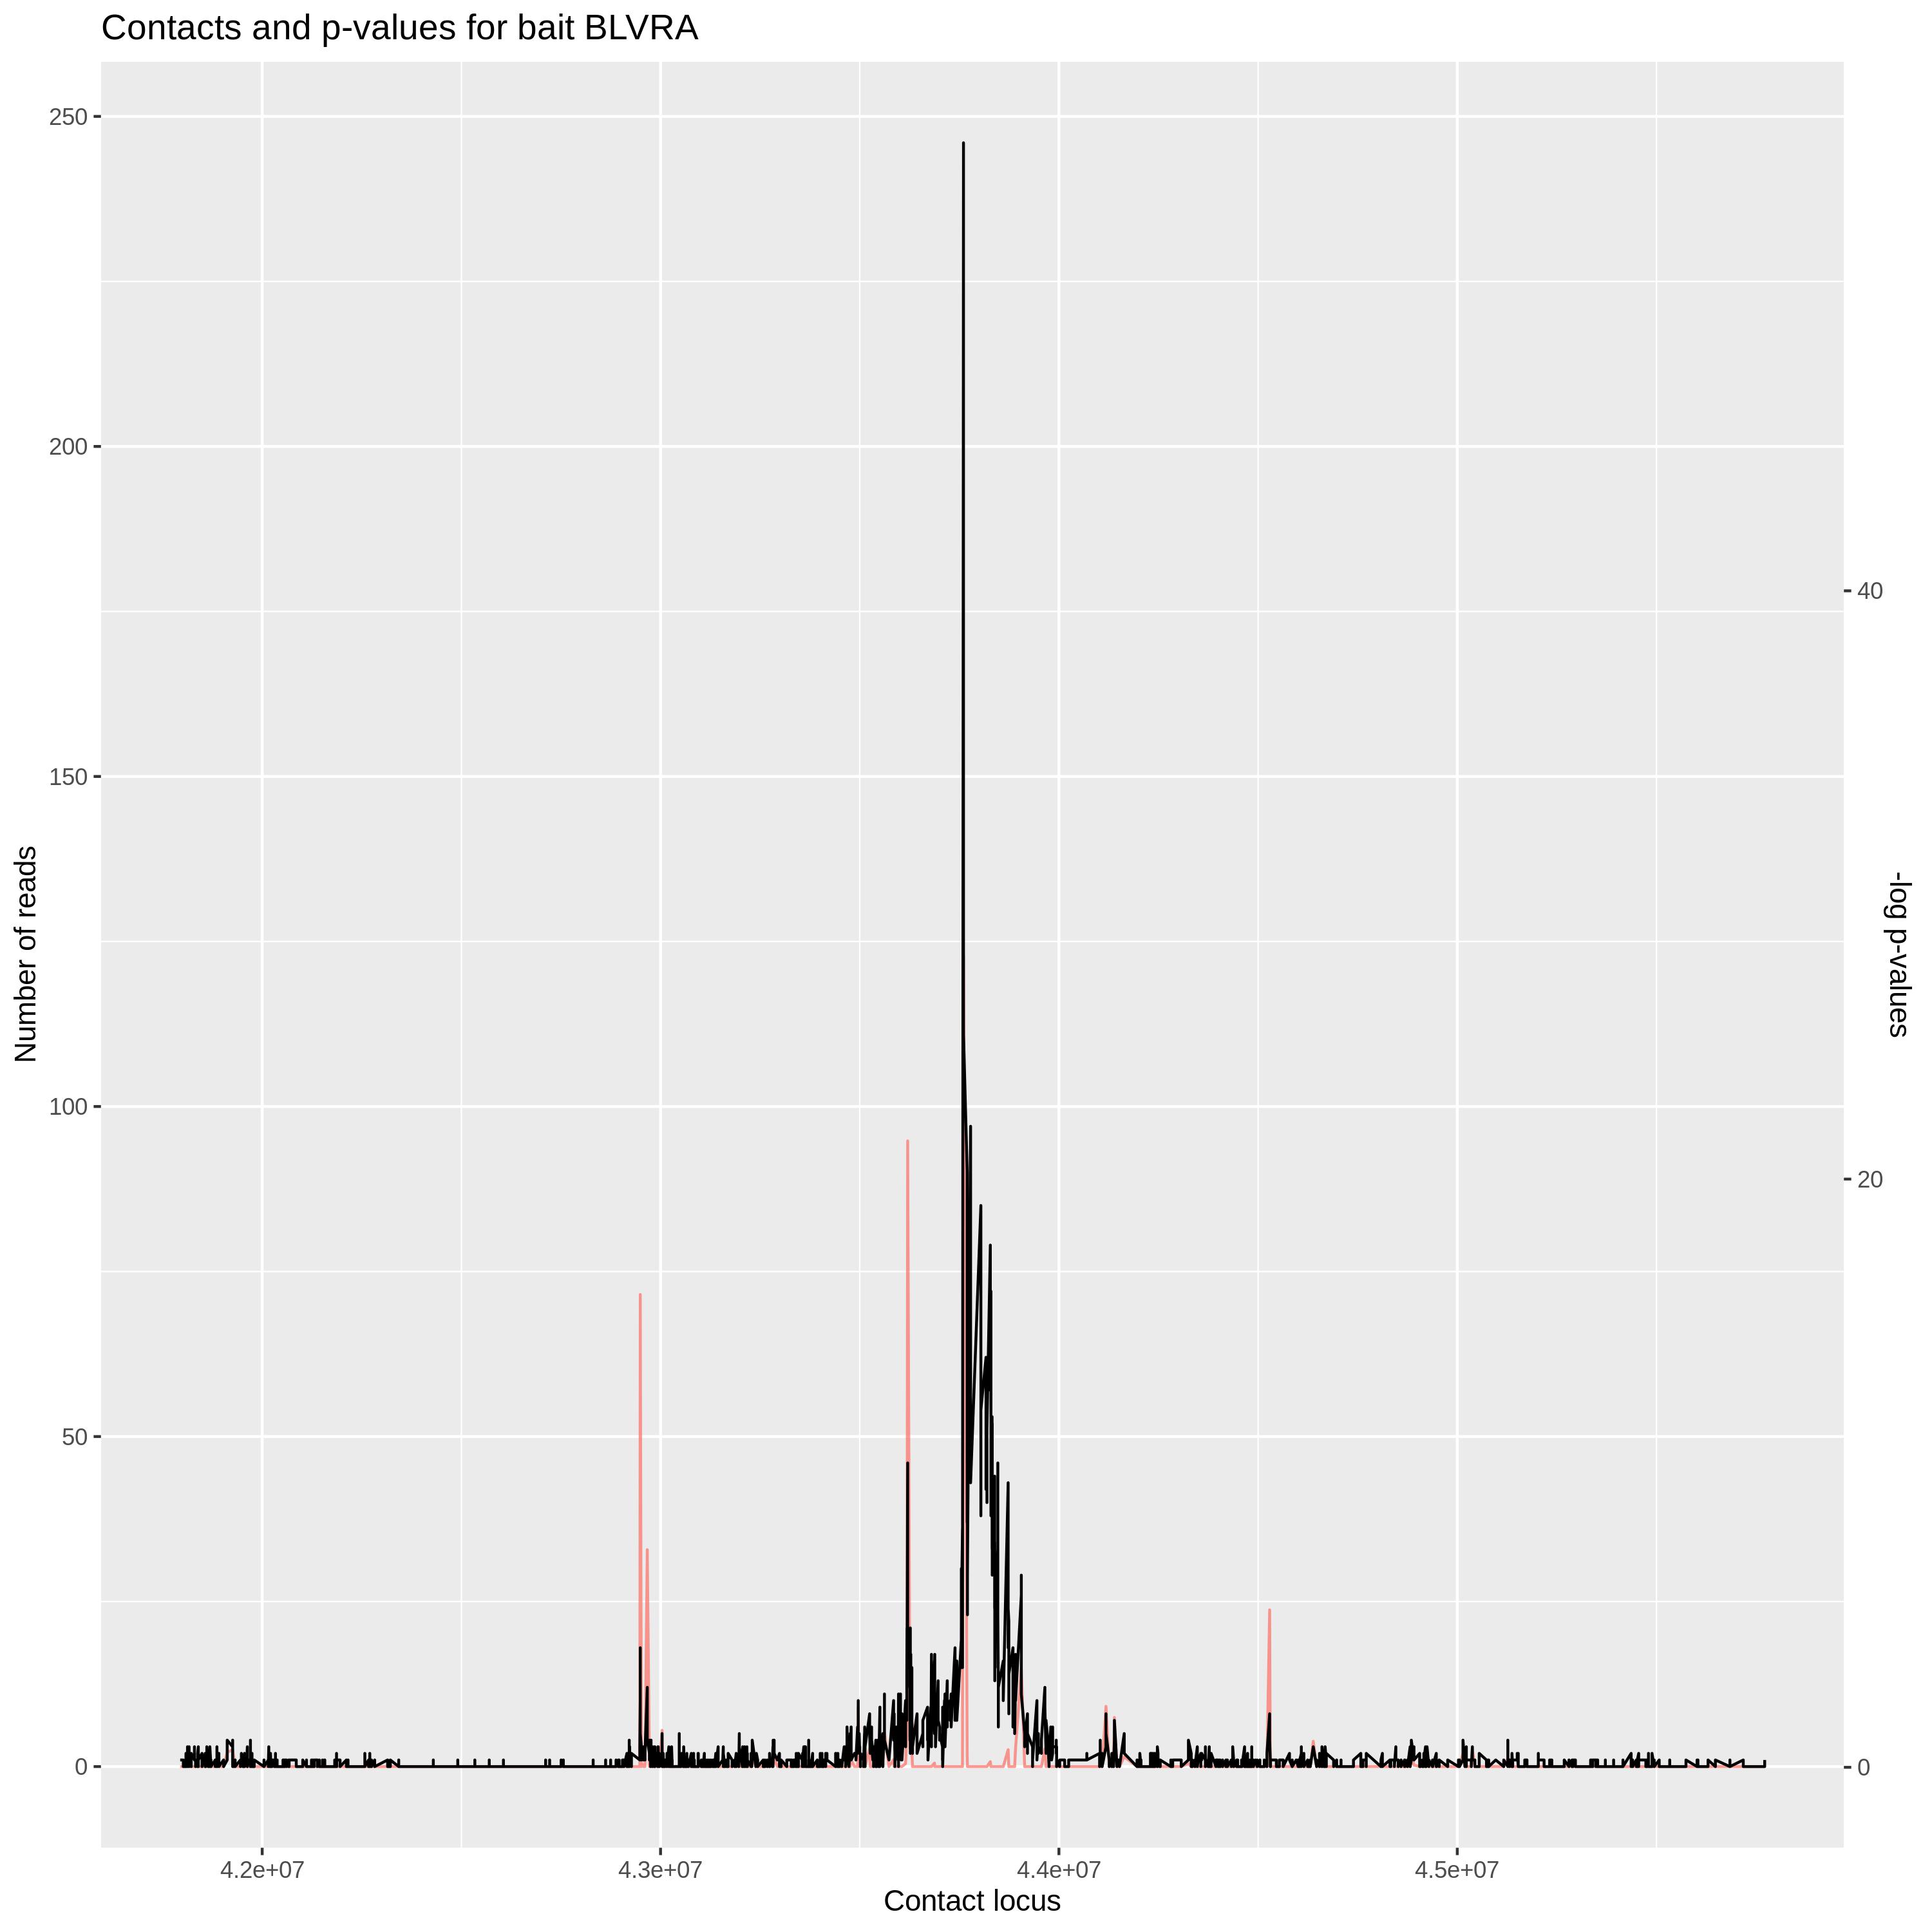 Contacts and p-values for bait BLVRA
250
200
150
100
50
0
Number of reads
40
20
0
-log p-values
4.2e+07
4.3e+07
4.4e+07
4.5e+07
Contact locus